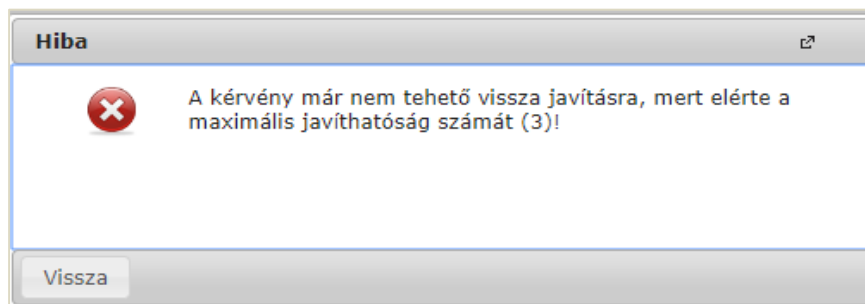 Hiba
A kérvény már nem tehető vissza javításra, mert elérte a
maximális javíthatóság számát (3)!
Vissza